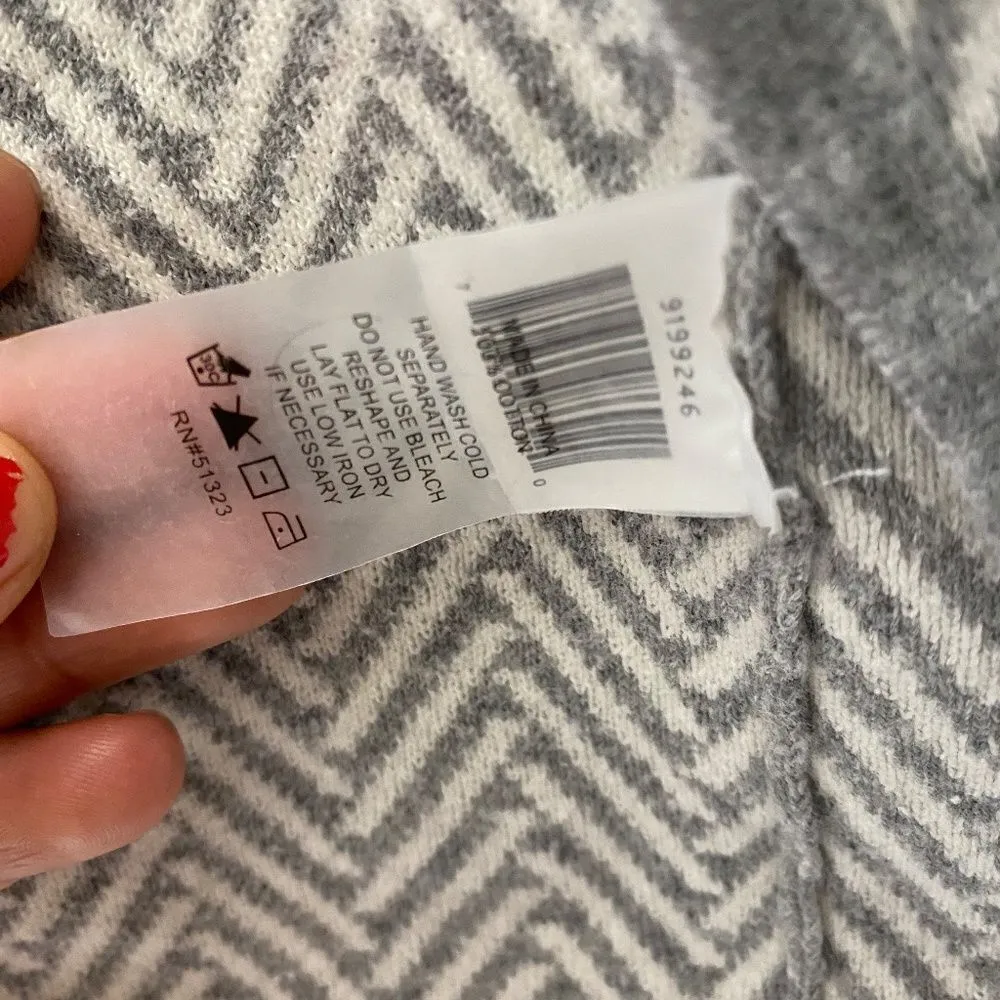 9199246
MADE IN CHINA
100% COTTON
HAND WASH COLD
SEPARATELY
DO NOT USE BLEACH
RESHAPE AND
LAY FLAT TO DRY
USE LOW IRON
IF NECESSARY
30C
RN#51323